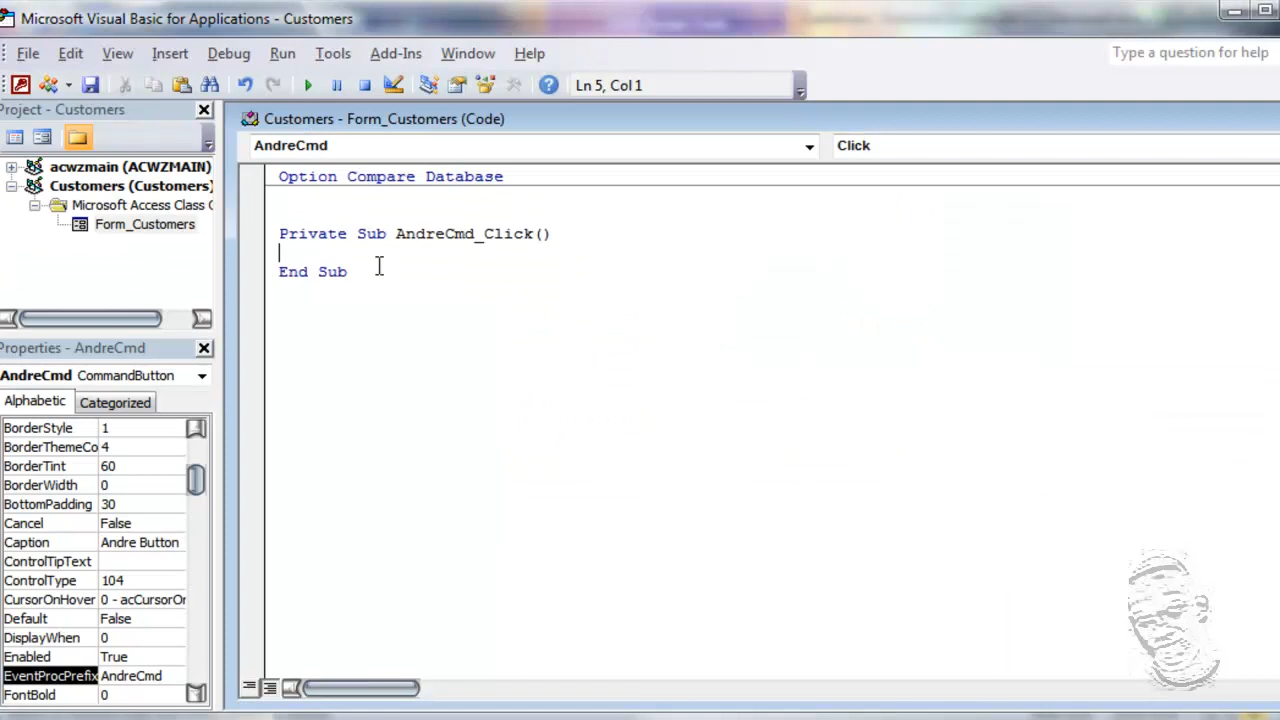 Microsoft Visual Basic for Applications - Customers
File Edit View Insert Debug Run Tools Add-Ins Window Help
Type a question for help
Ln 5, Col 1
Project - Customers
Customers - Form_Customers (Code)
AndreCmd
Click
acwzmain (ACWZMAIN)
Customers (Customers)
Microsoft Access Class C
Form_Customers
Option Compare Database
Private Sub AndreCmd_Click()
End Sub
Properties - AndreCmd
AndreCmd CommandButton
Alphabetic Categorized
BorderStyle 1
BorderThemeCo 4
BorderTint 60
BorderWidth 0
BottomPadding 30
Cancel False
Caption Andre Button
ControlTipText
ControlType 104
CursorOnHover 0 - acCursorOn
Default False
DisplayWhen 0
Enabled True
EventProcPrefix AndreCmd
FontBold 0